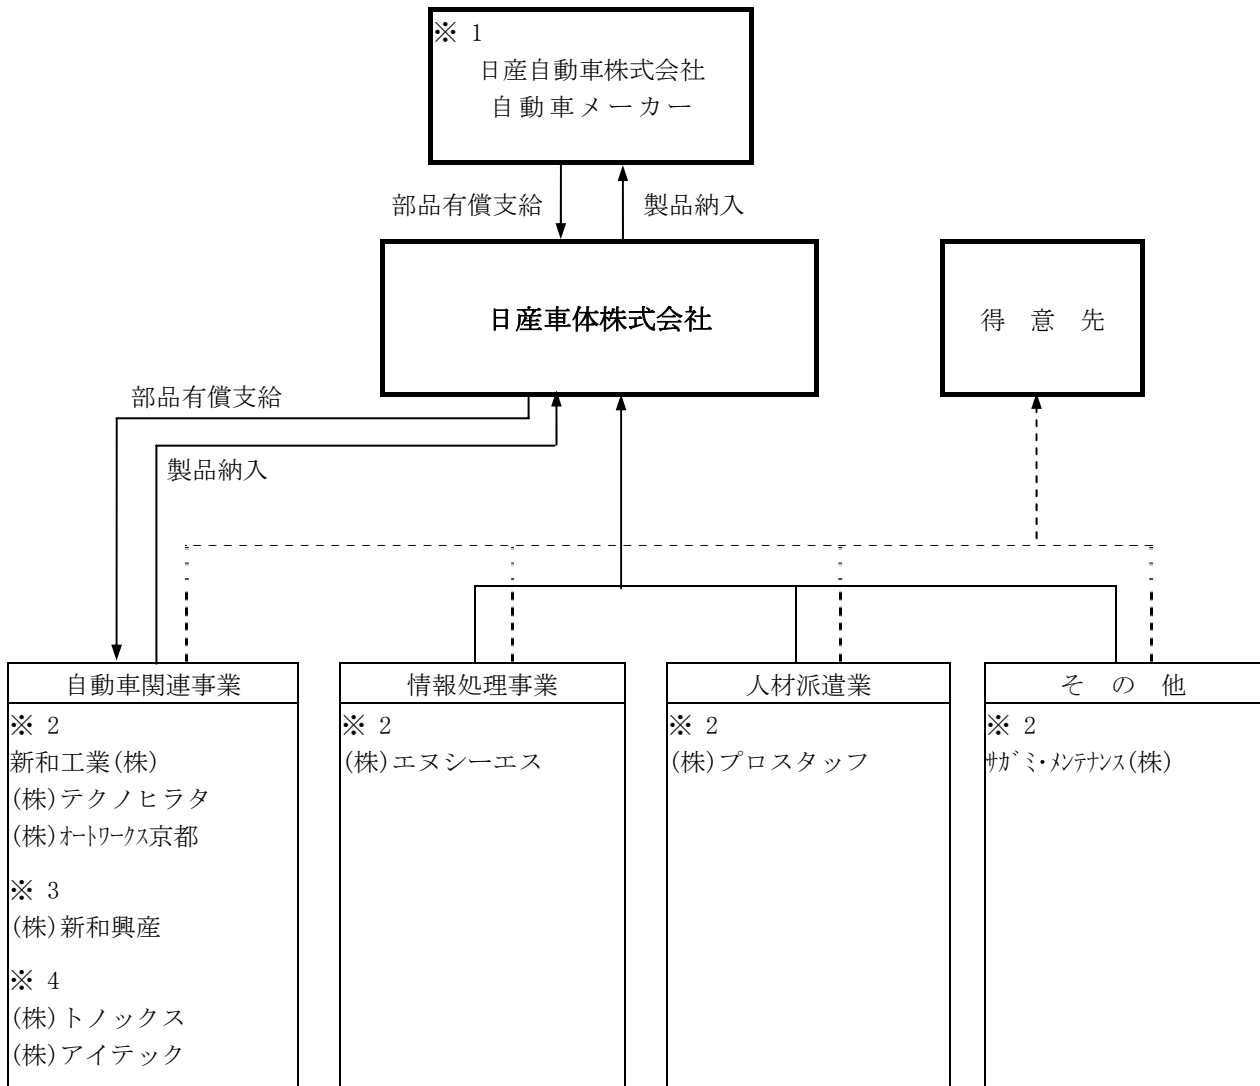 ※ 1
日産自動車株式会社
自動車メーカー
部品有償支給
製品納入
日産車体株式会社
得 意 先
部品有償支給
製品納入
自動車関連事業
※ 2
新和工業(株)
(株)テクノヒラタ
(株)ｵｰﾄﾜｰｸｽ京都
※ 3
(株)新和興産
※ 4
(株)トノックス
(株)アイテック
情報処理事業
※ 2
(株)エヌシーエス
人材派遣業
※ 2
(株)プロスタッフ
そ の 他
※ 2
ｻｶﾞﾐ･ﾒﾝﾃﾅﾝｽ(株)